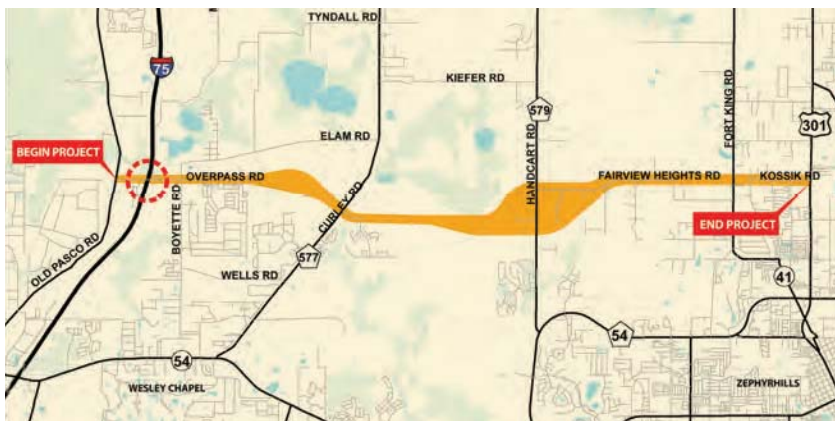 TYNDALL RD
75
KIEFER RD
579
FORT KING RD
301
ELAM RD
HANDCART RD
BEGIN PROJECT
OVERPASS RD
FAIRVIEW HEIGHTS RD
KOSSIK RD
BOYETTE RD
CURLEY RD
END PROJECT
OLD PASCO RD
577
WELLS RD
41
54
54
WESLEY CHAPEL
ZEPHYRHILLS